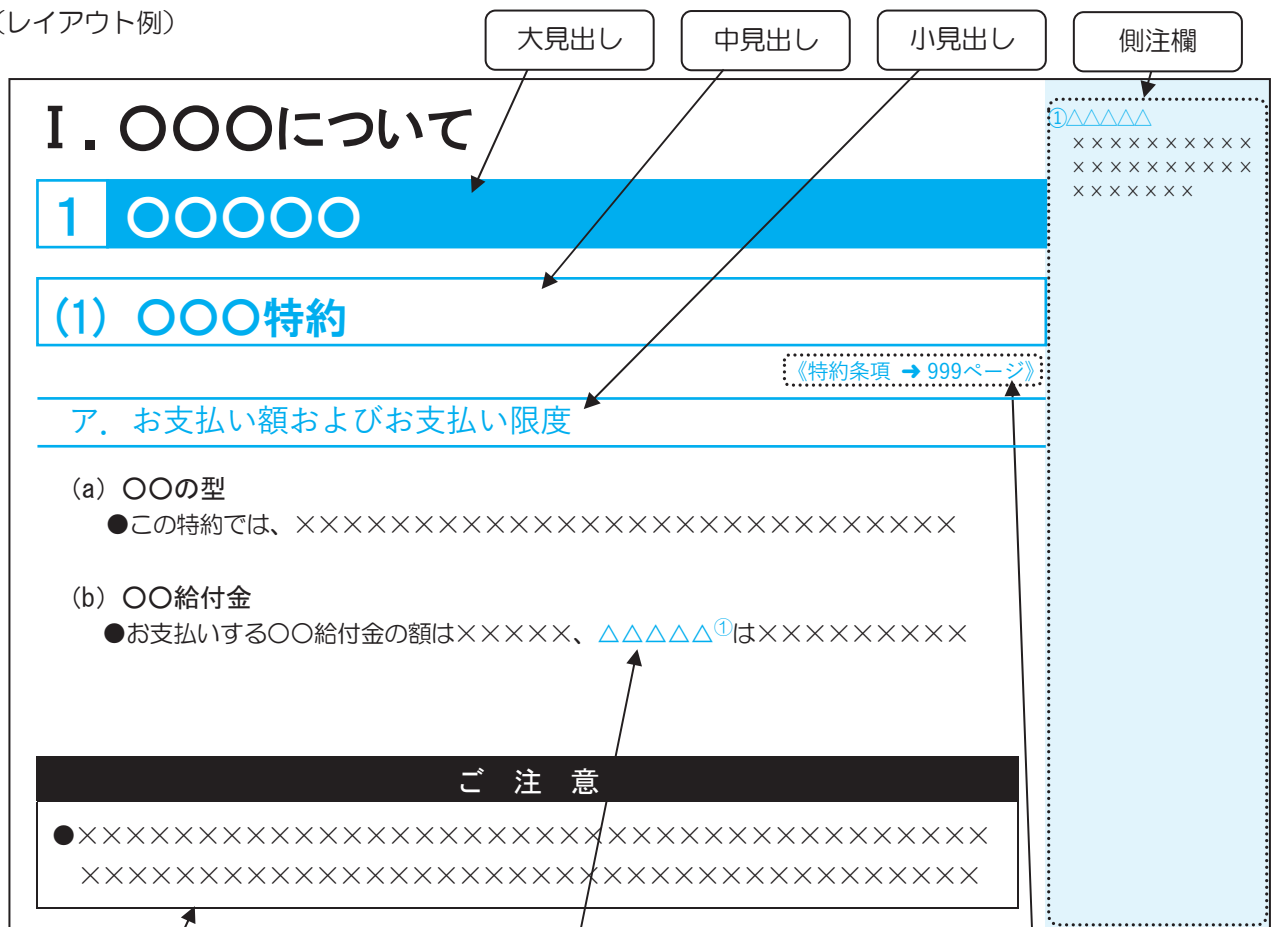 （レイアウト例）
大見出し
中見出し
小見出し
側注欄
Ⅰ．〇〇〇について
1 〇〇〇〇〇
(1) 〇〇〇特約
《特約条項 ➜ 999ページ》
ア．お支払い額およびお支払い限度
（a）〇〇の型
●この特約では、××××××××××××××××××××××××××××
（b）〇〇給付金
●お支払いする〇〇給付金の額は×××××、△△△△△①は×××××××××
ご 注 意
●××××××××××××××××××××××××××××××××××××××
××××××××××××××××××××××××××××××××××××××
①△△△△△
××××××××××
××××××××××
×××××××